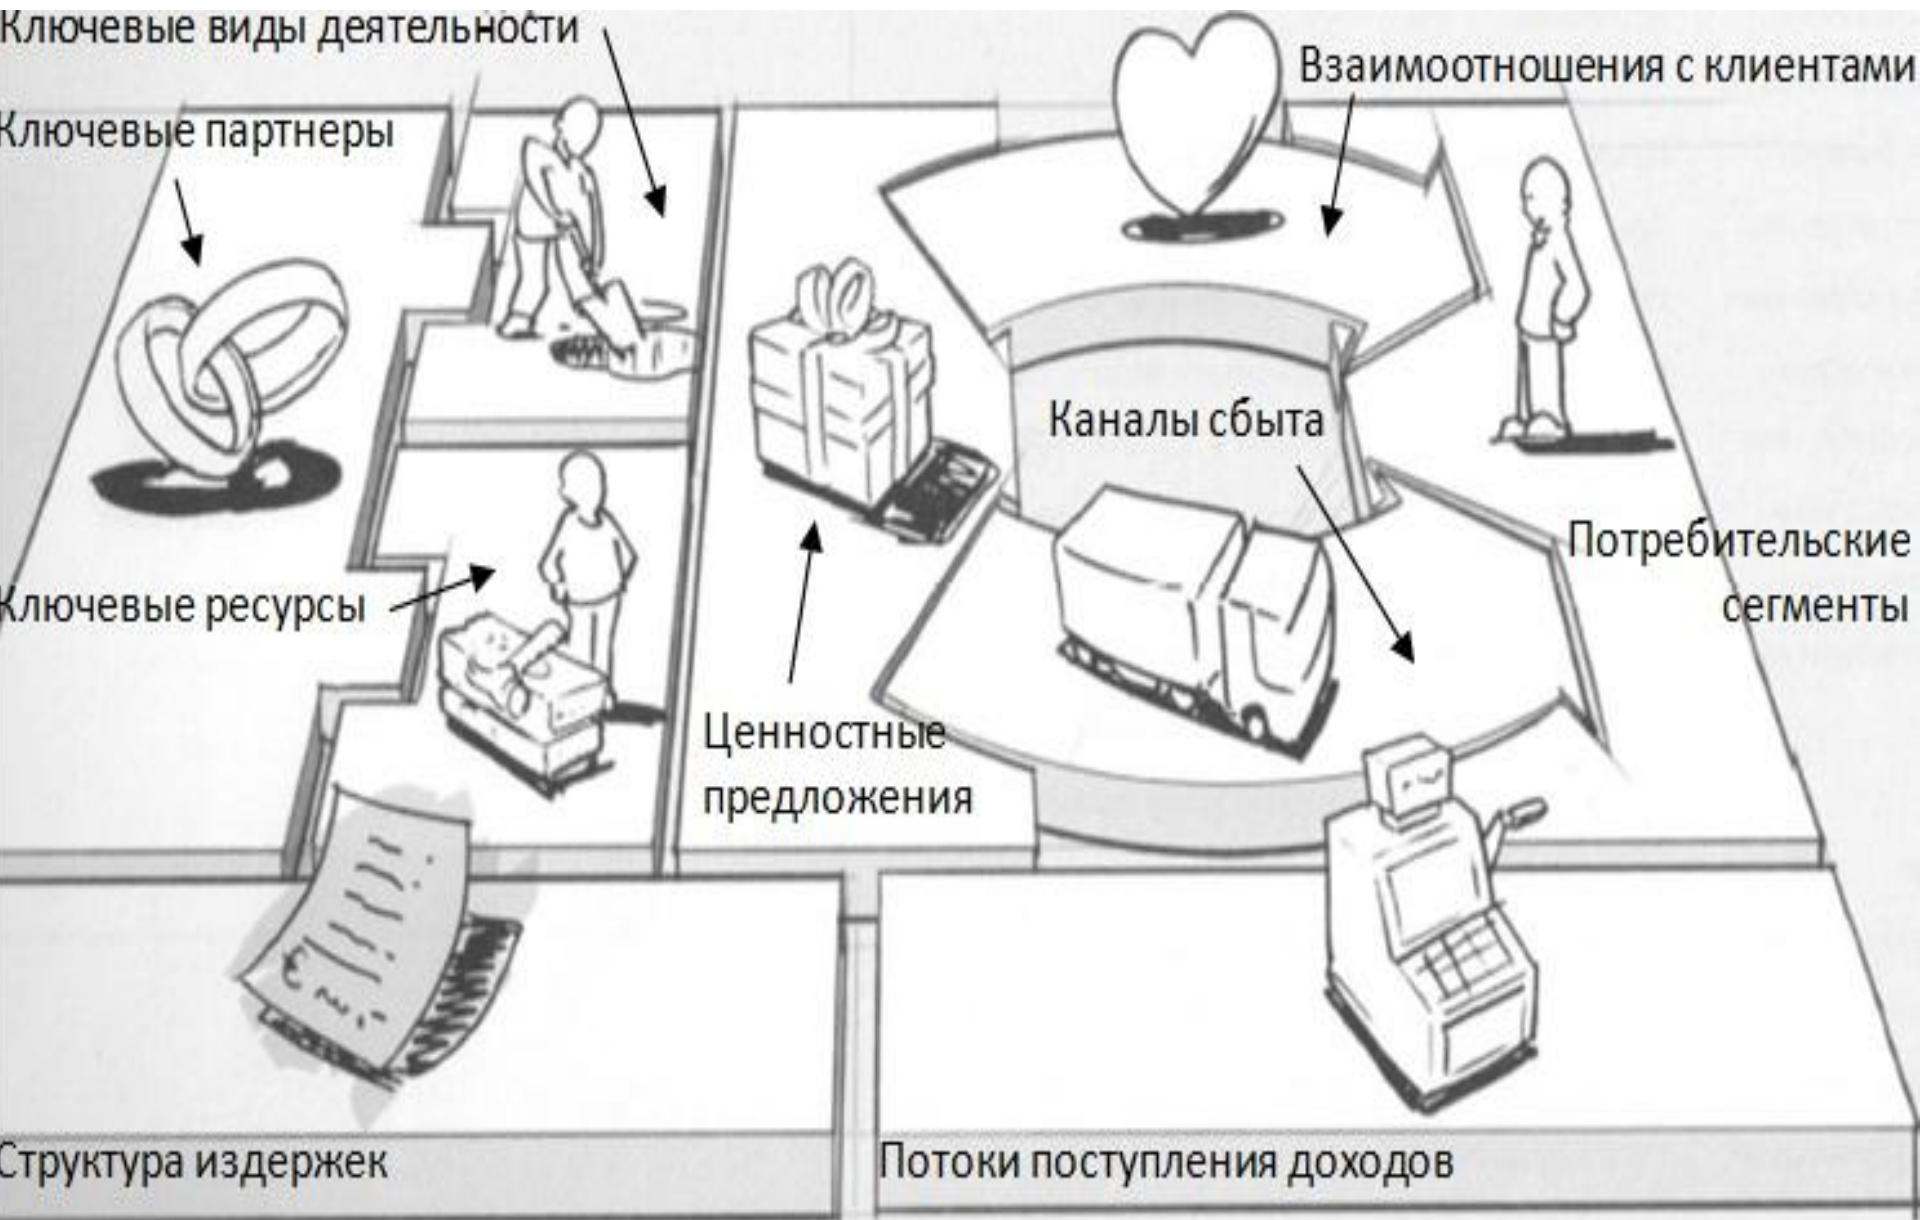 Ключевые виды деятельности
Взаимоотношения с клиентами
Ключевые партнеры
Каналы сбыта
Потребительские
сегменты
Ключевые ресурсы
Ценностные
предложения
Структура издержек
Потоки поступления доходов